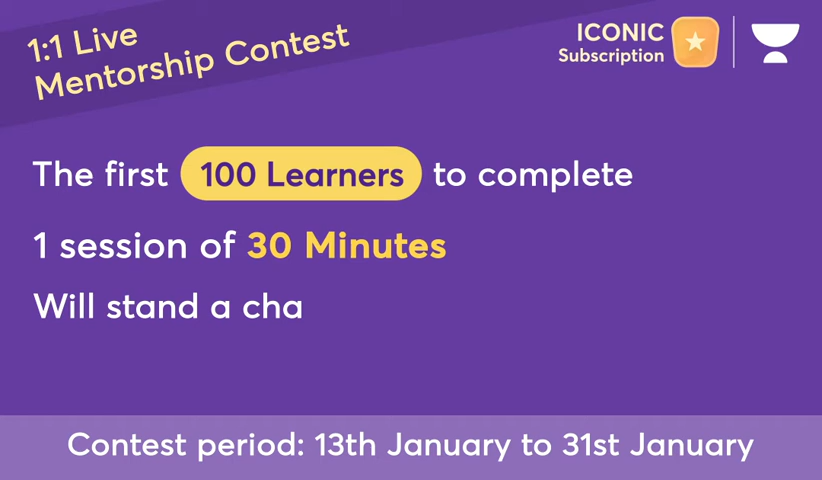 1:1 Live
Mentorship Contest
ICONIC
Subscription
The first 100 Learners to complete
1 session of 30 Minutes
Will stand a cha
Contest period: 13th January to 31st January